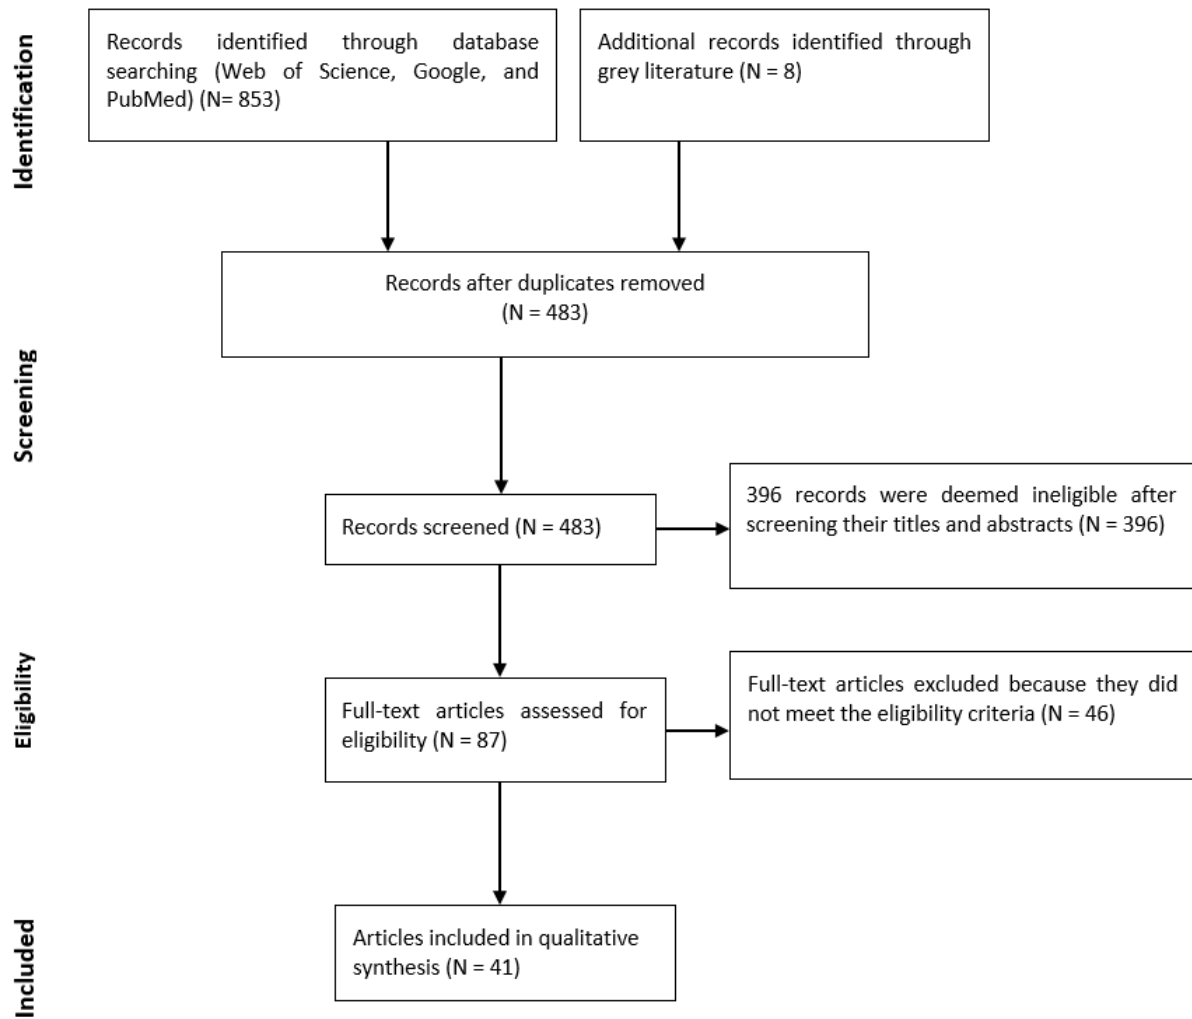 Identification
Records identified through database
searching (Web of Science, Google, and
PubMed) (N= 853)
Additional records identified through
grey literature (N = 8)
Records after duplicates removed
(N = 483)
Screening
Records screened (N = 483)
396 records were deemed ineligible after
screening their titles and abstracts (N = 396)
Eligibility
Full-text articles assessed for
eligibility (N = 87)
Full-text articles excluded because they did
not meet the eligibility criteria (N = 46)
Included
Articles included in qualitative
synthesis (N = 41)